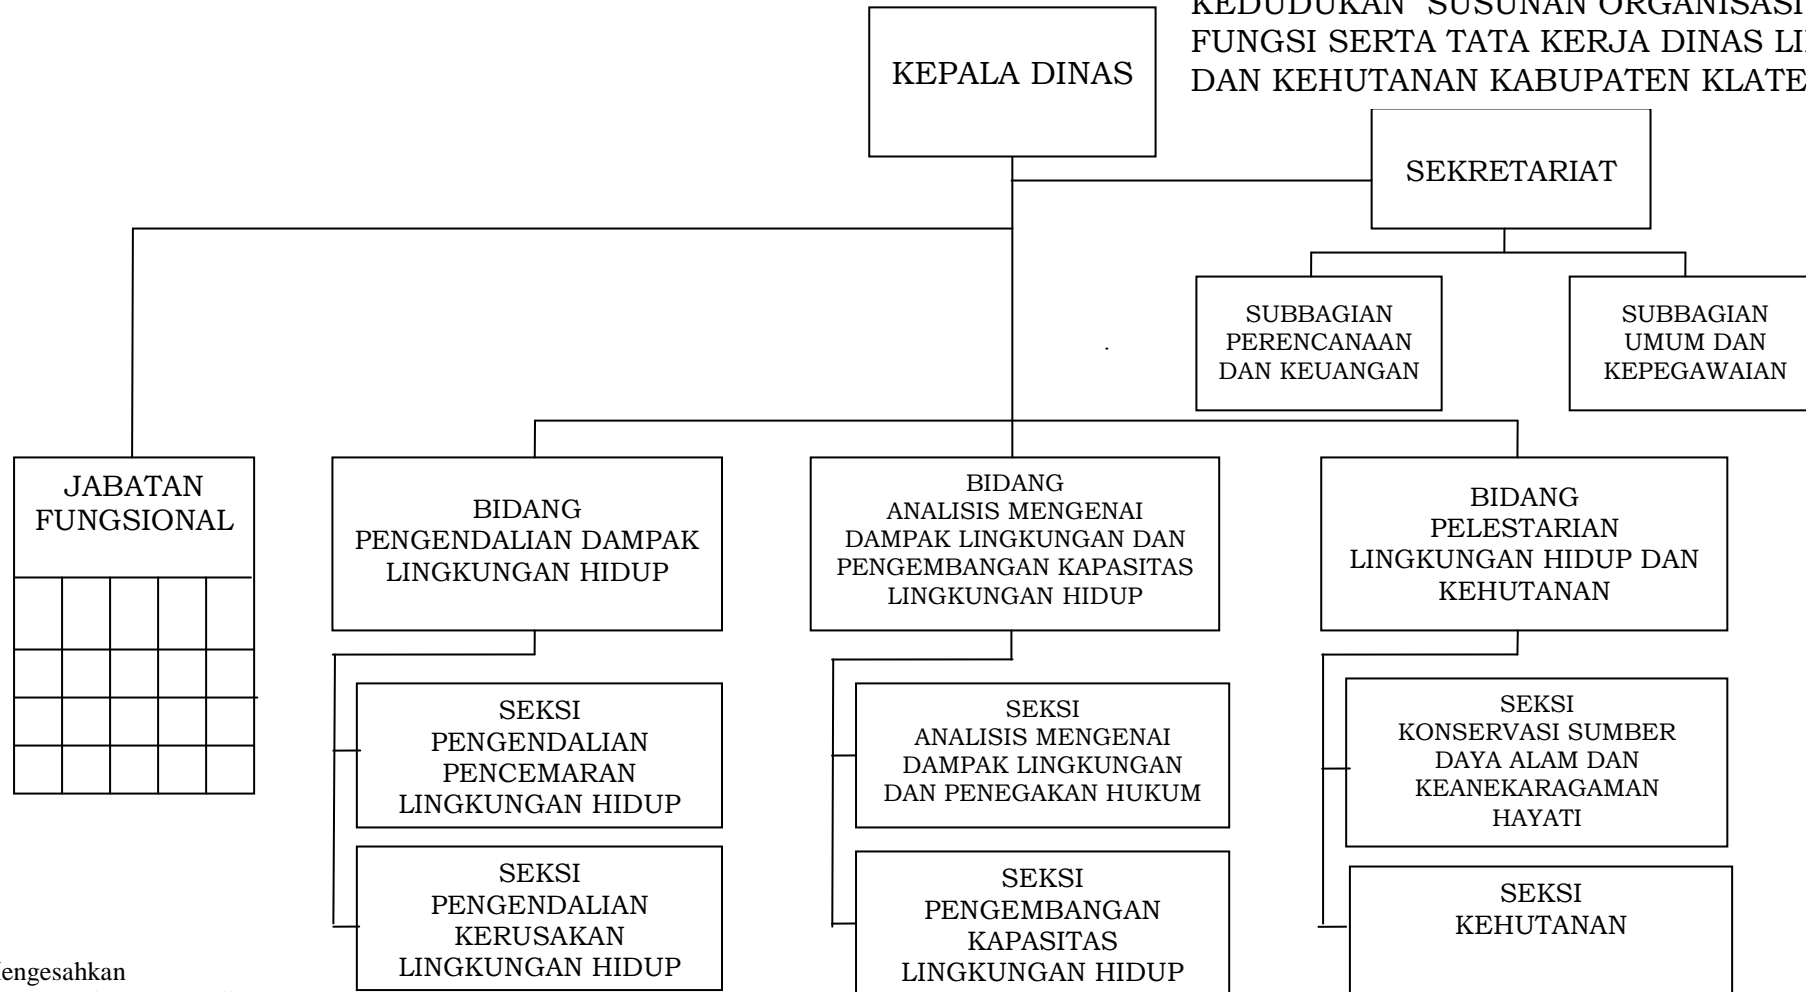 KEDUDUKAN SUSUNAN ORGANISASI
FUNGSI SERTA TATA KERJA DINAS
DAN KEHUTANAN KABUPATEN
KEPALA DINAS
SEKRETARIAT
SUBBAGIAN
PERENCANAAN
DAN KEUANGAN
SUBBAGIAN
UMUM DAN
KEPEGAWAIAN
JABATAN
FUNGSIONAL
BIDANG
PENGENDALIAN DAMPAK
LINGKUNGAN HIDUP
BIDANG
ANALISIS MENGENAI
DAMPAK LINGKUNGAN DAN
PENGEMBANGAN KAPASITAS
LINGKUNGAN HIDUP
BIDANG
PELESTARIAN
LINGKUNGAN HIDUP DAN
KEHUTANAN
SEKSI
PENGENDALIAN
PENCEMARAN
LINGKUNGAN HIDUP
SEKSI
ANALISIS MENGENAI
DAMPAK LINGKUNGAN
DAN PENEGAKAN HUKUM
SEKSI
KONSERVASI SUMBER
DAYA ALAM DAN
KEANEKARAGAMAN
HAYATI
SEKSI
PENGENDALIAN
KERUSAKAN
LINGKUNGAN HIDUP
SEKSI
PENGEMBANGAN
KAPASITAS
LINGKUNGAN HIDUP
SEKSI
KEHUTANAN